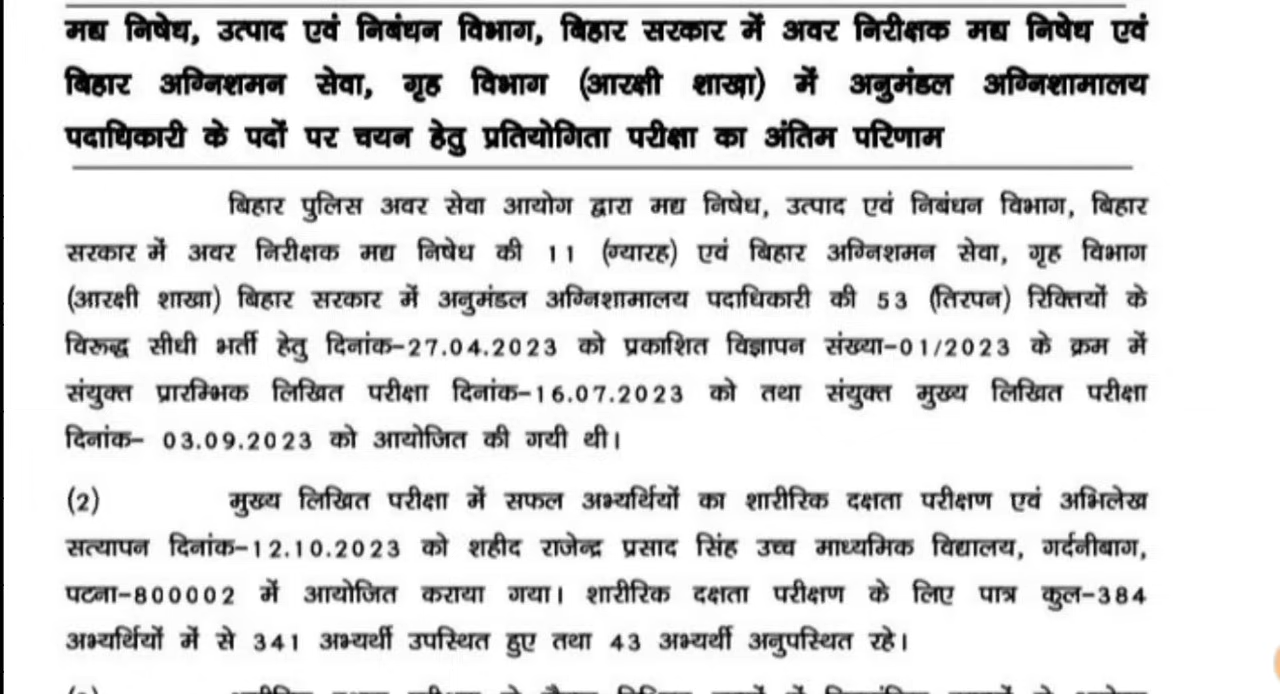 मद्य निषेध, उत्पाद एवं निबंधन विभाग, बिहार सरकार में अवर निरीक्षक मद्य निषेध एवं
बिहार अग्निशमन सेवा, गृह विभाग (आरक्षी शाखा) में अनुमंडल अग्निशामालय
पदाधिकारी के पदों पर चयन हेतु प्रतियोगिता परीक्षा का अंतिम परिणाम
बिहार पुलिस अवर सेवा आयोग द्वारा मद्य निषेध, उत्पाद एवं निबंधन विभाग, बिहार
सरकार में अवर निरीक्षक मद्य निषेध की 11 (ग्यारह) एवं बिहार अग्निशमन सेवा, गृह विभाग
(आरक्षी शाखा) बिहार सरकार में अनुमंडल अग्निशामालय पदाधिकारी की 53 (तिरपन) रिक्तियों के
विरूद्ध सीधी भर्ती हेतु दिनांक-27.04.2023 को प्रकाशित विज्ञापन संख्या-01/2023 के क्रम में
संयुक्त प्रारम्भिक लिखित परीक्षा दिनांक-16.07.2023 को तथा संयुक्त मुख्य लिखित परीक्षा
दिनांक- 03.09.2023 को आयोजित की गयी थी।
(2) मुख्य लिखित परीक्षा में सफल अभ्यर्थियों का शारीरिक दक्षता परीक्षण एवं अभिलेख
सत्यापन दिनांक-12.10.2023 को शहीद राजेन्द्र प्रसाद सिंह उच्च माध्यमिक विद्यालय, गर्दनीबाग,
पटना-800002 में आयोजित कराया गया। शारीरिक दक्षता परीक्षण के लिए पात्र कुल-384
अभ्यर्थियों में से 341 अभ्यर्थी उपस्थित हुए तथा 43 अभ्यर्थी अनुपस्थित रहे।